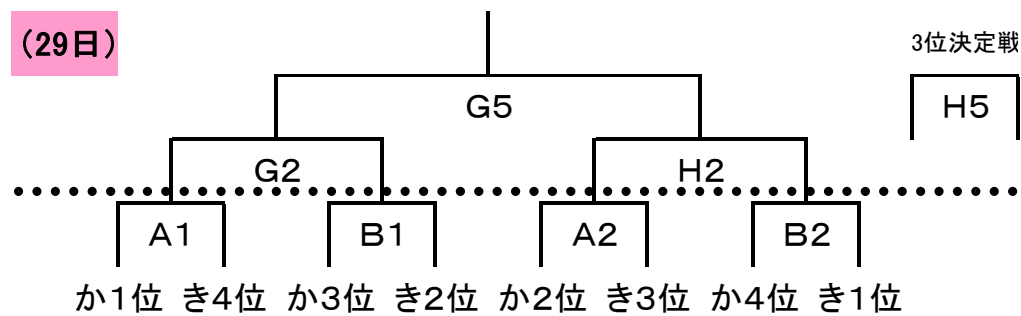 （29日）
3位決定戦
G5
H5
G2
H2
A1
B1
A2
B2
か1位 き4位 か3位 き2位 か2位 き3位 か4位 き1位